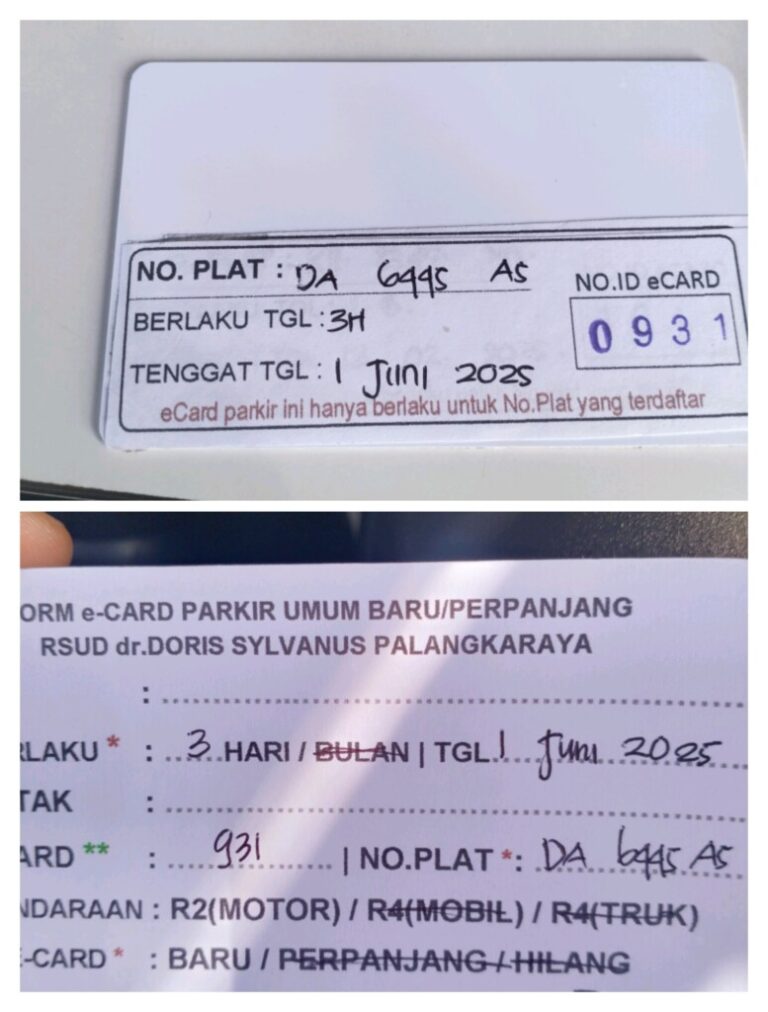 NO. PLAT : DA 6445 AS
NO.ID eCARD
BERLAKU TGL : 3H
0931
TENGGAT TGL : 1 Juni 2025
eCard parkir ini hanya berlaku untuk No.Plat yang terdaftar
ORM e-CARD PARKIR UMUM BARU/PERPANJANG
RSUD dr.DORIS SYLVANUS PALANGKARAYA
: ....................
RLAKU * : ..3..HARI / BULAN | TGL.1 Juni 2025
TAK : ....................
ARD ** : ......931.......... | NO.PLAT *: DA 6445 AS
NDARAAN : R2(MOTOR) / R4(MOBIL) / R4(TRUK)
E-CARD * : BARU / PERPANJANG / HILANG